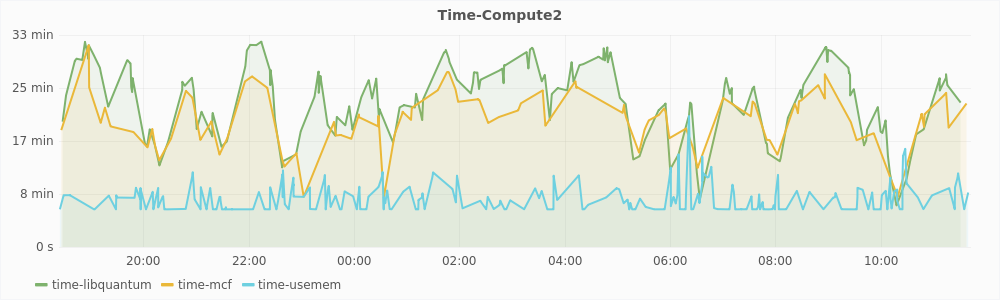 Time-Compute2
33 min
25 min
17 min
8 min
0 s
20:00 22:00 00:00 02:00 04:00 06:00 08:00 10:00
time-libquantum time-mcf time-usemem